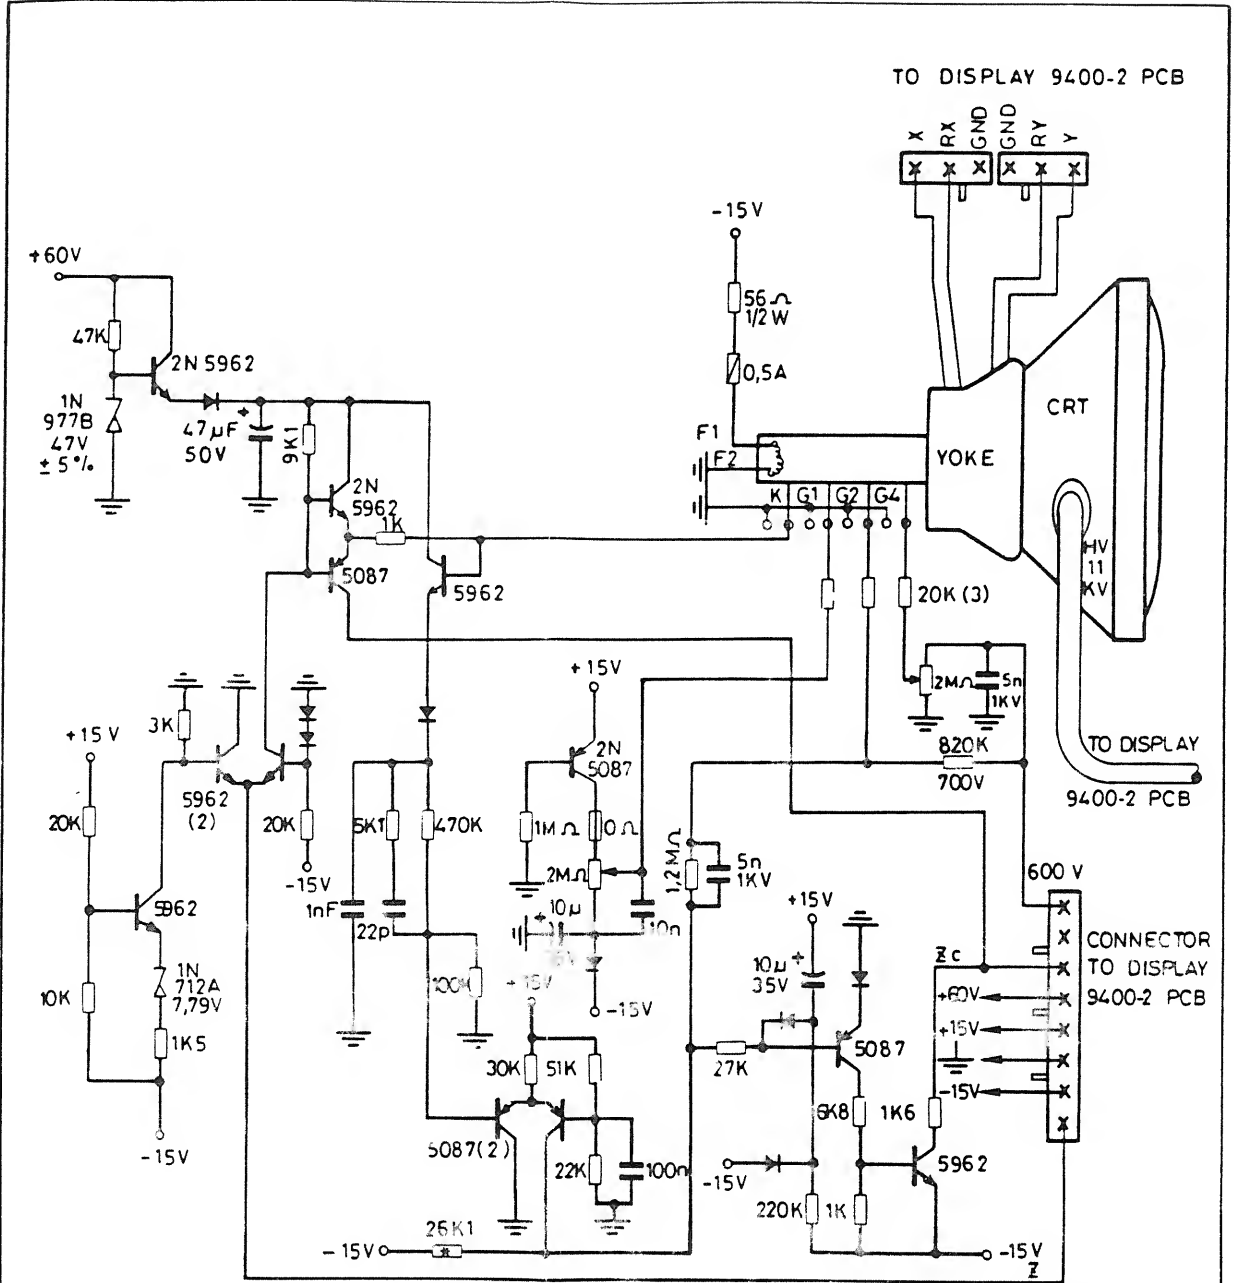 TO DISPLAY 9400-2 PCB
X
RX
GND
GND
RY
Y
-15V
+60V
56Ω
1/2W
47K
2N 5962
0,5A
1N
977B
47V
±5%
47µF
50V
9K1
F1
F2
CRT
YOKE
2N
5962
1K
K
G1
G2
G4
5087
5962
HV
11
KV
20K (3)
+15V
2MΩ
5n
1KV
3K
+15V
2N
5087
820K
700V
TO DISPLAY
9400-2 PCB
5962
(2)
20K
20K
5K1
470K
1MΩ
0Ω
-15V
2MΩ
1,2MΩ
5n
1KV
600V
5962
1nF
22p
10µ
10n
+15V
10µ
35V
Zc
CONNECTOR
TO DISPLAY
9400-2 PCB
1N
712A
7,79V
10K
100K
+15V
-15V
+60V
+15V
1K5
30K
51K
27K
5087
-15V
6K8
1K6
-15V
5087(2)
22K
100n
-15V
5962
220K
1K
26K1
-15V
-15V
Z